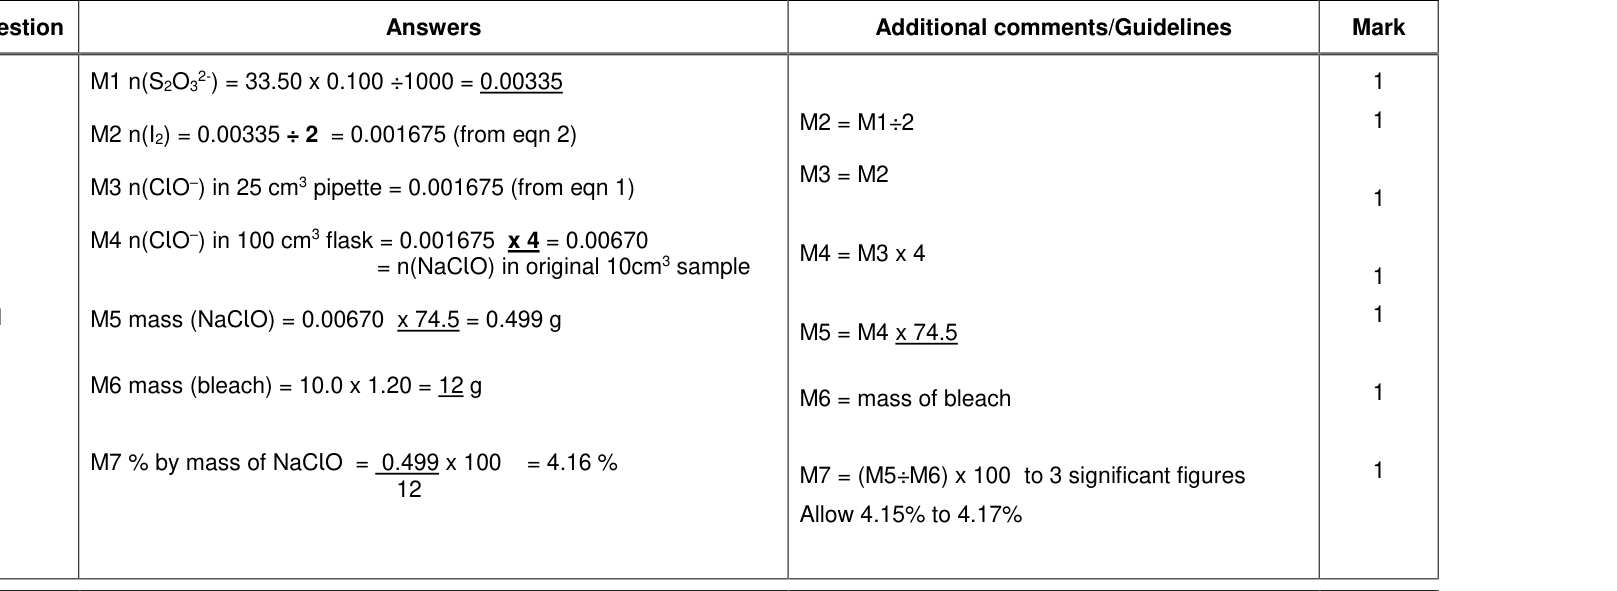 estion Answers Additional comments/Guidelines Mark
M1 n(S₂O₃²⁻) = 33.50 x 0.100 ÷1000 = 0.00335 1
M2 n(I₂) = 0.00335 ÷ 2 = 0.001675 (from eqn 2) M2 = M1÷2 1
M3 n(ClO⁻) in 25 cm³ pipette = 0.001675 (from eqn 1) M3 = M2 1
M4 n(ClO⁻) in 100 cm³ flask = 0.001675 x 4 = 0.00670 M4 = M3 x 4
= n(NaClO) in original 10cm³ sample 1
M5 mass (NaClO) = 0.00670 x 74.5 = 0.499 g M5 = M4 x 74.5 1
M6 mass (bleach) = 10.0 x 1.20 = 12 g M6 = mass of bleach 1
M7 % by mass of NaClO = 0.499 x 100 = 4.16 % M7 = (M5÷M6) x 100 to 3 significant figures 1
12
Allow 4.15% to 4.17%